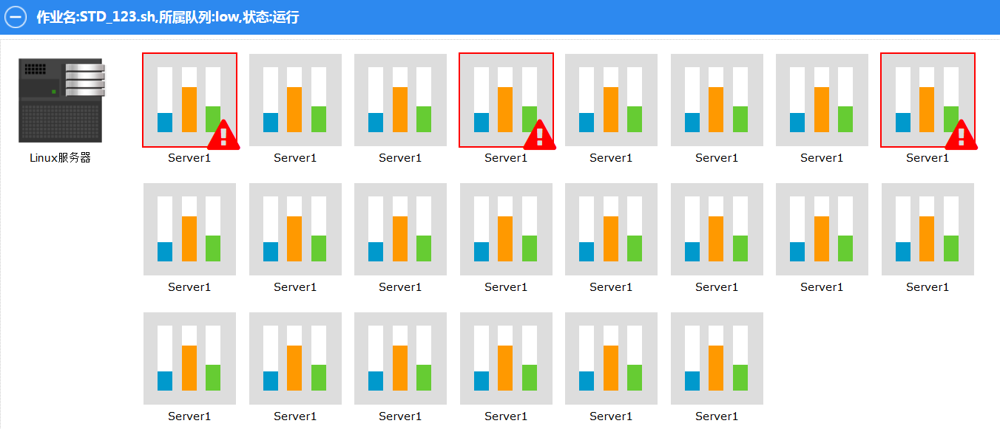 作业名:STD_123.sh,所属队列:low,状态:运行
Linux服务器
Server1 Server1 Server1 Server1 Server1 Server1 Server1 Server1
Server1 Server1 Server1 Server1 Server1 Server1 Server1 Server1
Server1 Server1 Server1 Server1 Server1 Server1